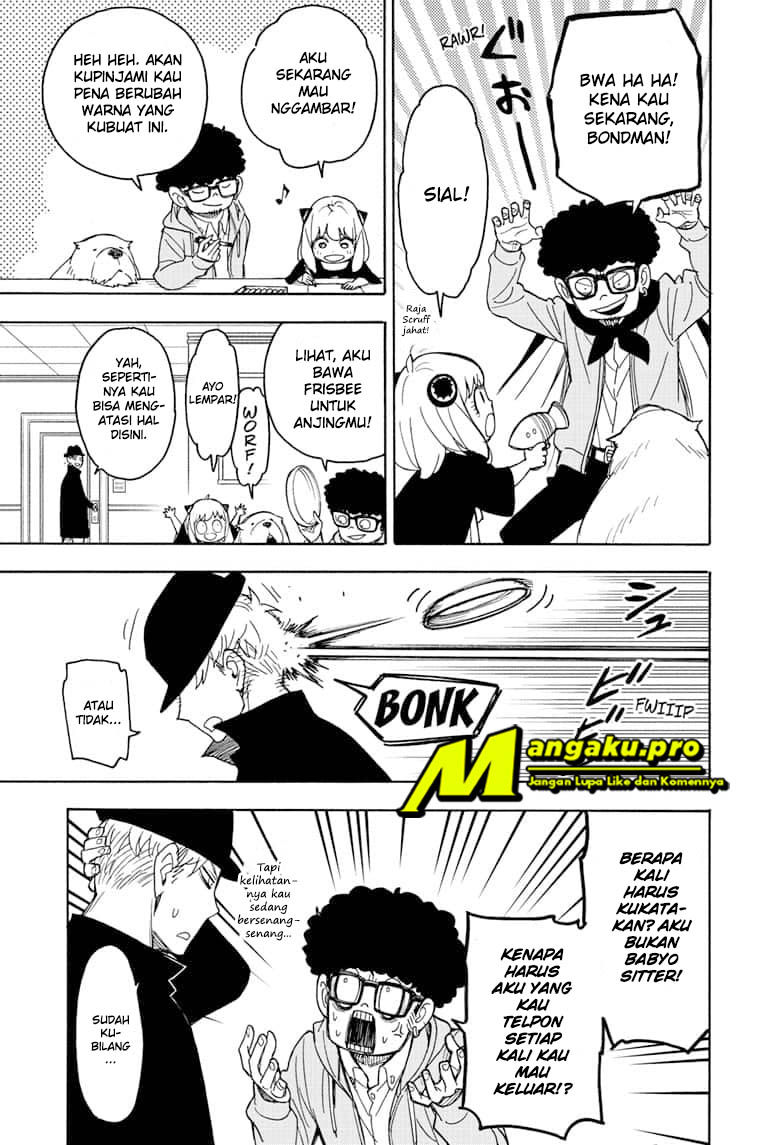 BWA HA HA!
KENA KAU
SEKARANG,
BONDMAN!
RAWR!
ぐおー
SIAL!
Raja
Scruff
jahat!
AKU
SEKARANG
MAU
NGGAMBAR!
HEH HEH. AKAN
KUPINJAMI KAU
PENA BERUBAH
WARNA YANG
KUBUAT INI.
LIHAT, AKU
BAWA
FRISBEE
UNTUK
ANJINGMU!
WORF!
AYO
LEMPAR!
YAH,
SEPERTI-
NYA KAU
BISA MENG-
ATASI HAL
DISINI.
シュ
ビビ
FWIIIP
BONK
ATAU
TIDAK...
Mangaku.pro
Jangan Lupa Like dan Komennya
BERAPA
KALI
HARUS
KUKATA-
KAN? AKU
BUKAN
BABYO
SITTER!
KENAPA
HARUS
AKU YANG
KAU
TELPON
SETIAP
KALI KAU
MAU
KELUAR!?
Tapi
kelihatan-
nya kau
sedang
bersenang-
senang...
SUDAH
KU-
BILANG
...